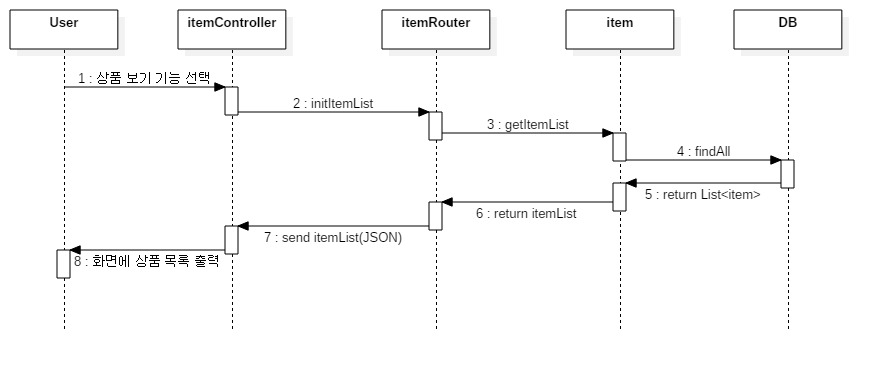 User
itemController
itemRouter
item
DB
1 : 상품 보기 기능 선택
2 : initItemList
3 : getItemList
4 : findAll
5 : return List<item>
6 : return itemList
7 : send itemList(JSON)
8 : 화면에 상품 목록 출력